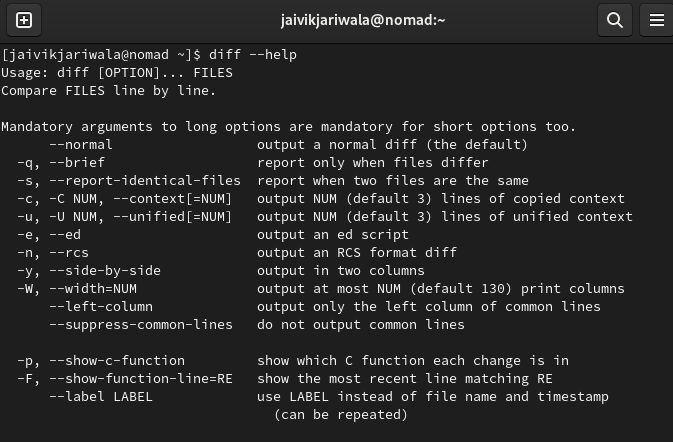 jaivikjariwala@nomad:~
[jaivikjariwala@nomad ~]$ diff --help
Usage: diff [OPTION]... FILES
Compare FILES line by line.

Mandatory arguments to long options are mandatory for short options too.
      --normal                  output a normal diff (the default)
  -q, --brief                   report only when files differ
  -s, --report-identical-files  report when two files are the same
  -c, -C NUM, --context[=NUM]   output NUM (default 3) lines of copied context
  -u, -U NUM, --unified[=NUM]   output NUM (default 3) lines of unified context
  -e, --ed                      output an ed script
  -n, --rcs                     output an RCS format diff
  -y, --side-by-side            output in two columns
  -W, --width=NUM               output at most NUM (default 130) print columns
      --left-column             output only the left column of common lines
      --suppress-common-lines   do not output common lines

  -p, --show-c-function         show which C function each change is in
  -F, --show-function-line=RE   show the most recent line matching RE
      --label LABEL             use LABEL instead of file name and timestamp
                                  (can be repeated)